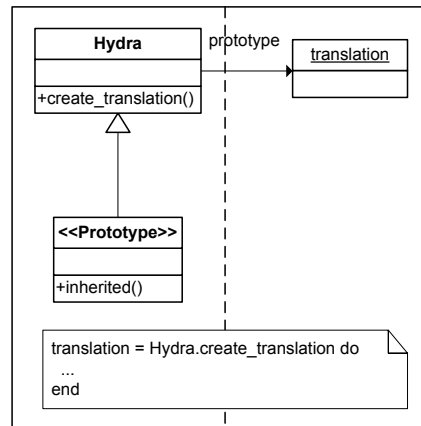 Hydra
prototype
translation
+create_translation()
<<Prototype>>
+inherited()
translation = Hydra.create_translation do
...
end